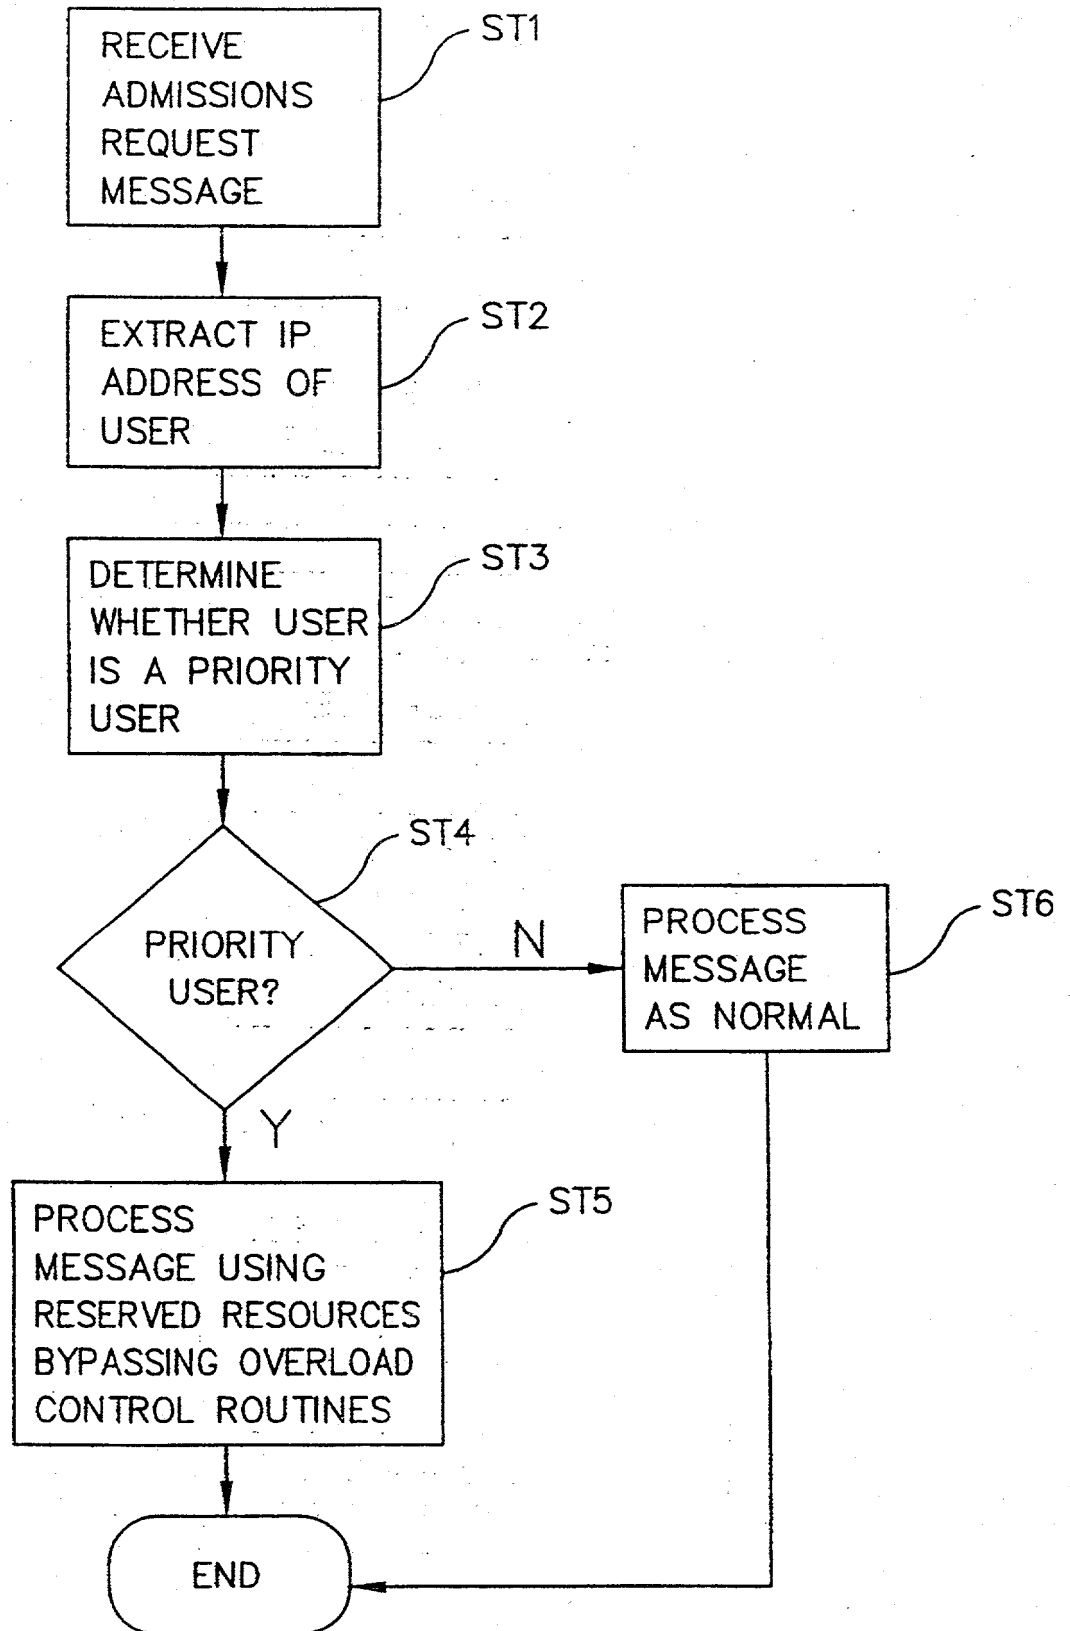 RECEIVE
ADMISSIONS
REQUEST
MESSAGE
ST1
EXTRACT IP
ADDRESS OF
USER
ST2
DETERMINE
WHETHER USER
IS A PRIORITY
USER
ST3
PRIORITY
USER?
ST4
N
PROCESS
MESSAGE
AS NORMAL
ST6
Y
PROCESS
MESSAGE USING
RESERVED RESOURCES
BYPASSING OVERLOAD
CONTROL ROUTINES
ST5
END